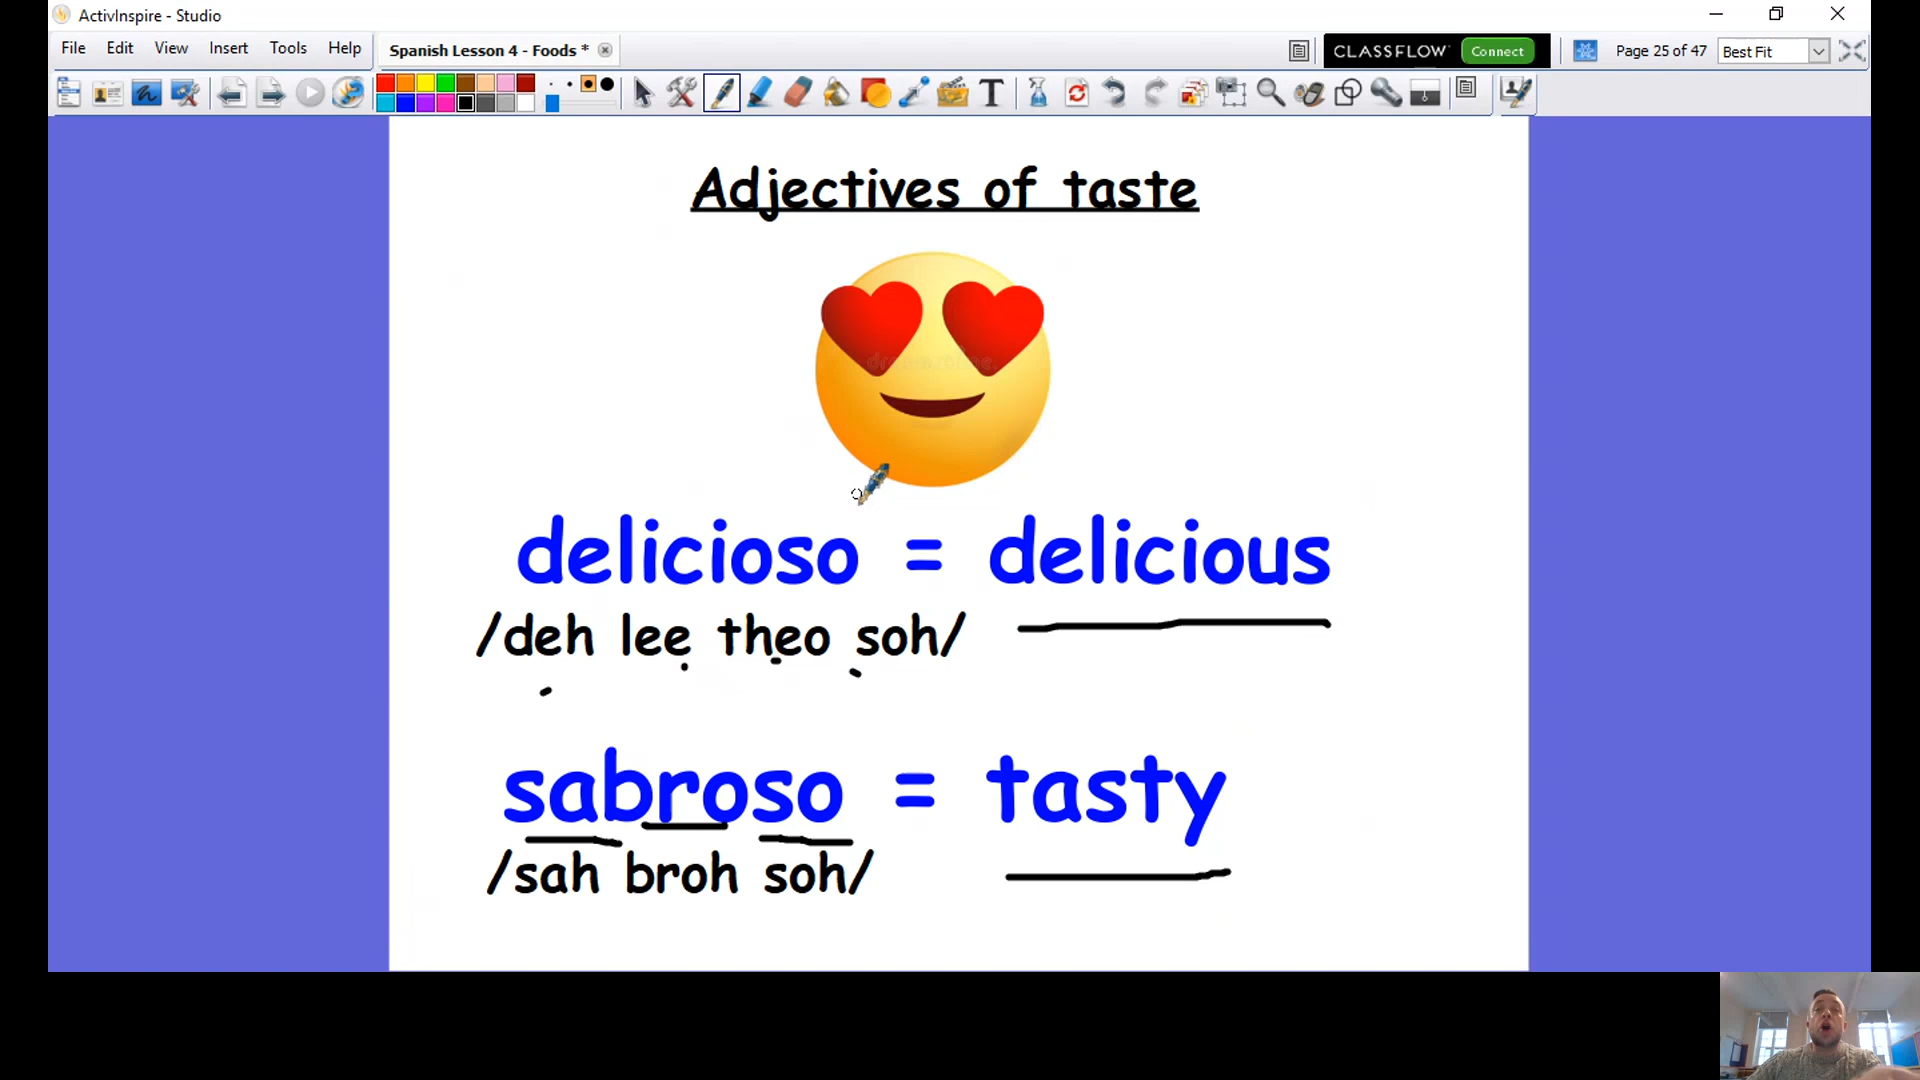 ActivInspire - Studio
File Edit View Insert Tools Help
Spanish Lesson 4 - Foods *
CLASSFLOW Connect
Page 25 of 47
Best Fit
Adjectives of taste
delicioso = delicious
/deh lee theo soh/
sabroso = tasty
/sah broh soh/